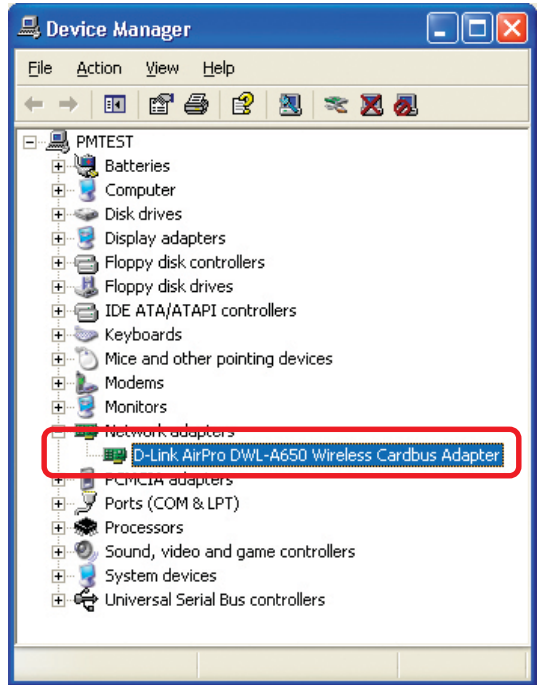 Device Manager
File Action View Help
PMTEST
Batteries
Computer
Disk drives
Display adapters
Floppy disk controllers
Floppy disk drives
IDE ATA/ATAPI controllers
Keyboards
Mice and other pointing devices
Modems
Monitors
Network adapters
D-Link AirPro DWL-A650 Wireless Cardbus Adapter
PCMCIA adapters
Ports (COM & LPT)
Processors
Sound, video and game controllers
System devices
Universal Serial Bus controllers